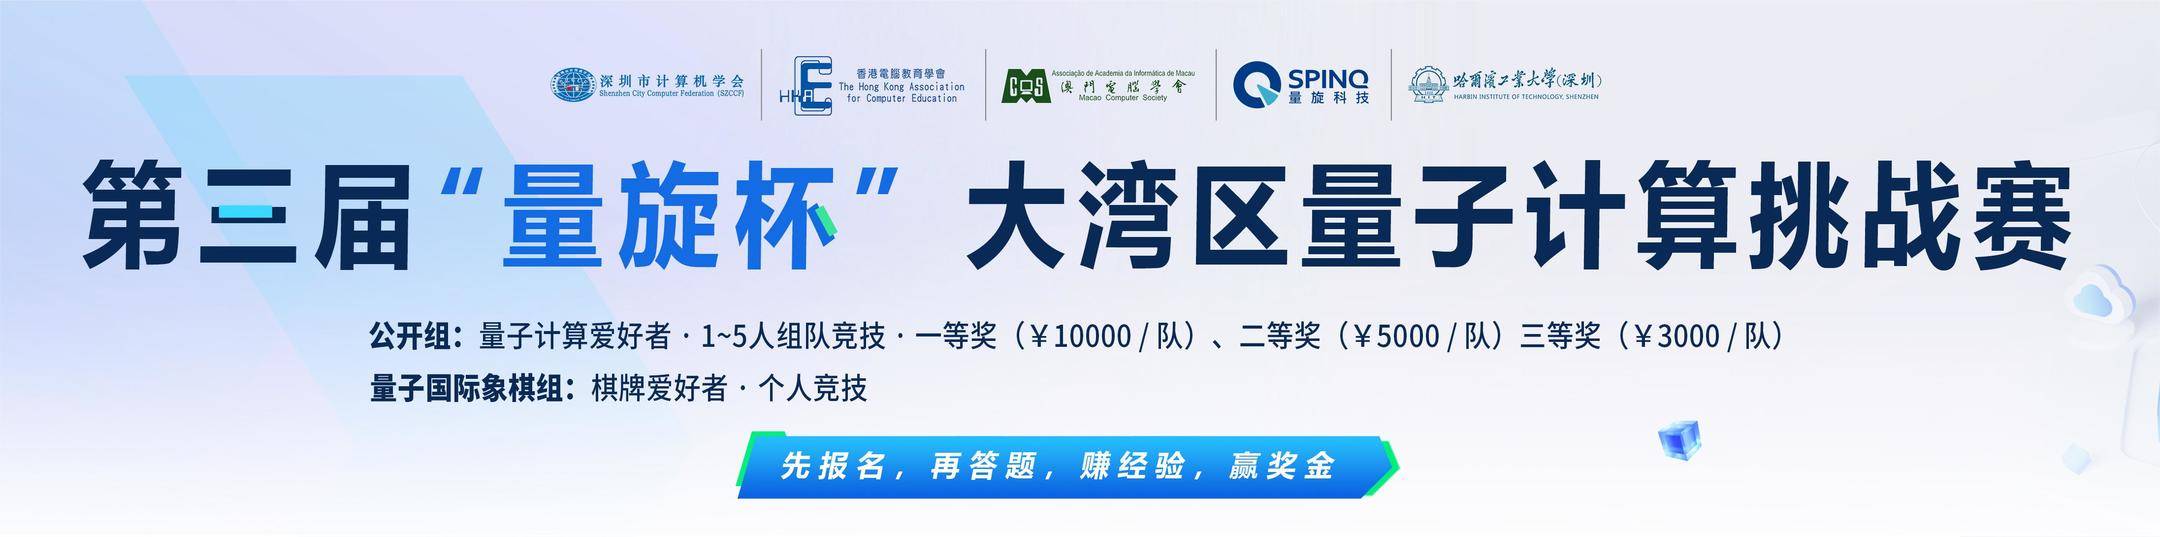 深圳市计算机学会
Shenzhen City Computer Federation (SZCCF)
HKACE
香港電腦教育學會
The Hong Kong Association
for Computer Education
MCS
Associação de Academia da Informática de Macau
澳門電腦學會
Macao Computer Society
SPINQ
量旋科技
哈爾濱工業大學(深圳)
HARBIN INSTITUTE OF TECHNOLOGY, SHENZHEN
第三届“量旋杯” 大湾区量子计算挑战赛
公开组：量子计算爱好者 · 1~5人组队竞技 · 一等奖（￥10000 / 队）、二等奖（￥5000 / 队）三等奖（￥3000 / 队）
量子国际象棋组：棋牌爱好者 · 个人竞技
先报名，再答题，赚经验，赢奖金